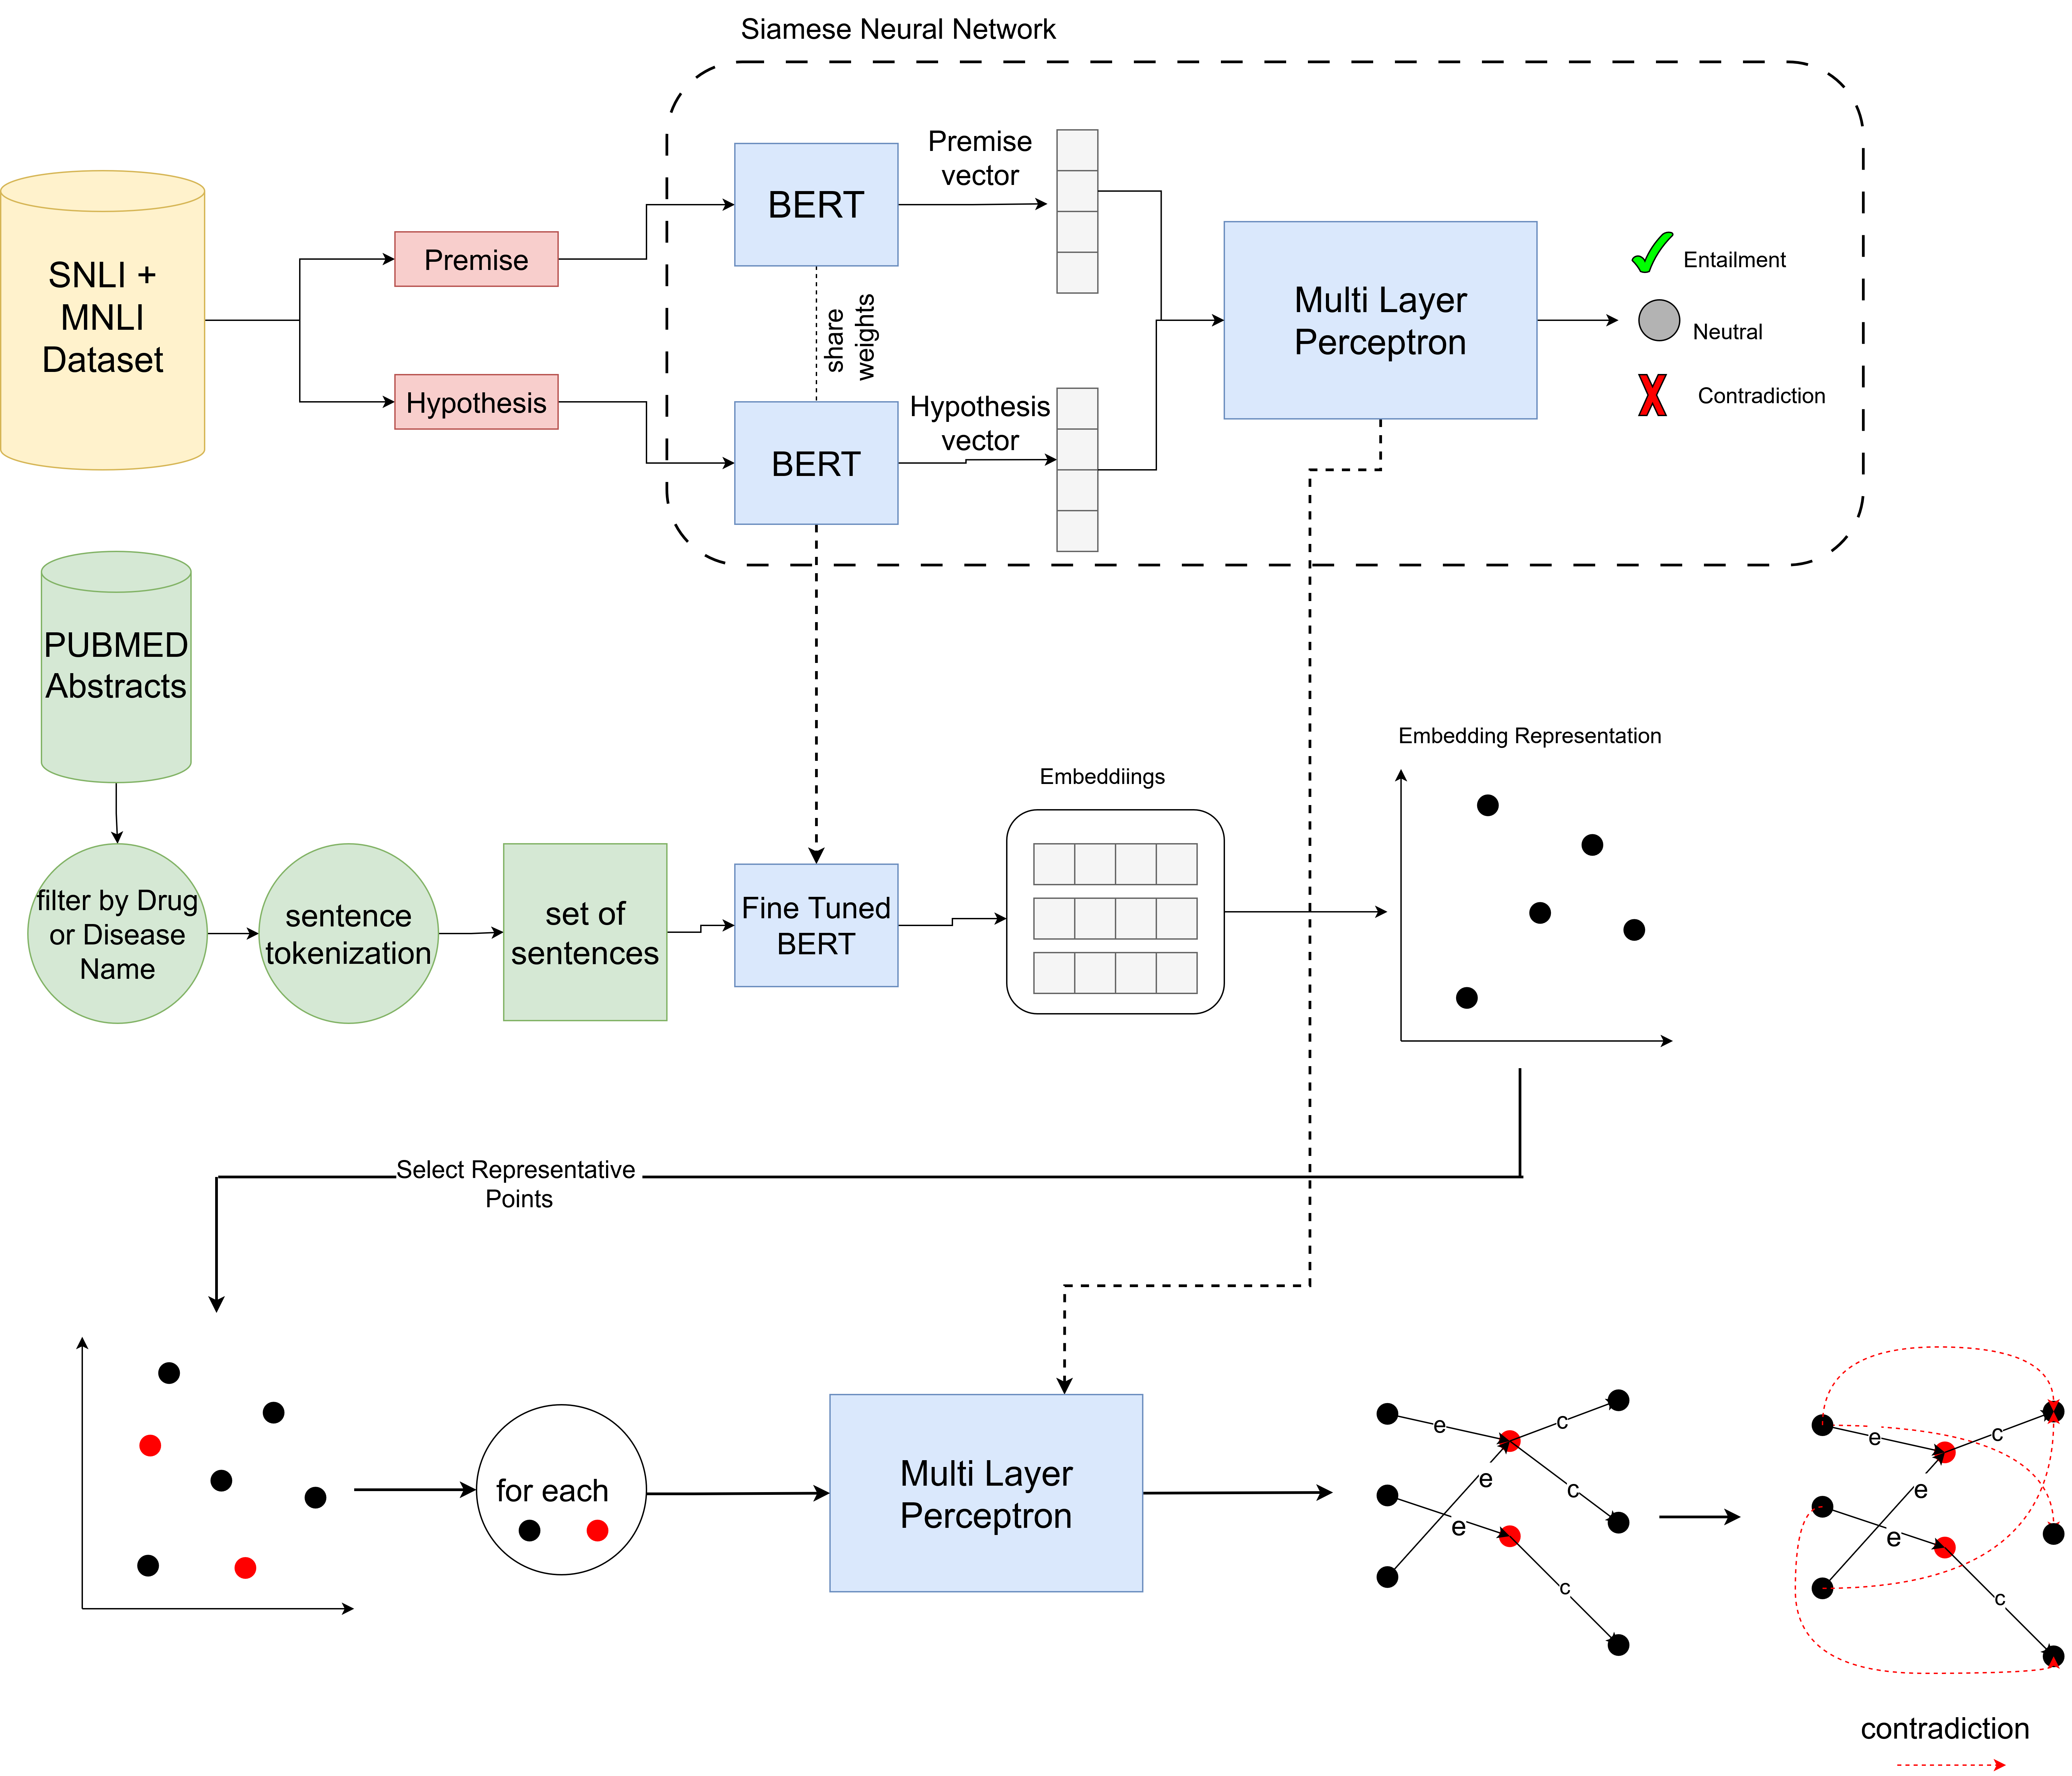 Siamese Neural Network
SNLI +
MNLI
Dataset
Premise
Hypothesis
BERT
share
weights
BERT
Premise
vector
Hypothesis
vector
Multi Layer
Perceptron
Entailment
Neutral
Contradiction
PUBMED
Abstracts
filter by Drug
or Disease
Name
sentence
tokenization
set of
sentences
Fine Tuned
BERT
Embeddiings
Embedding Representation
Select Representative
Points
for each
Multi Layer
Perceptron
e
c
e
c
e
c
e
c
e
e
c
contradiction